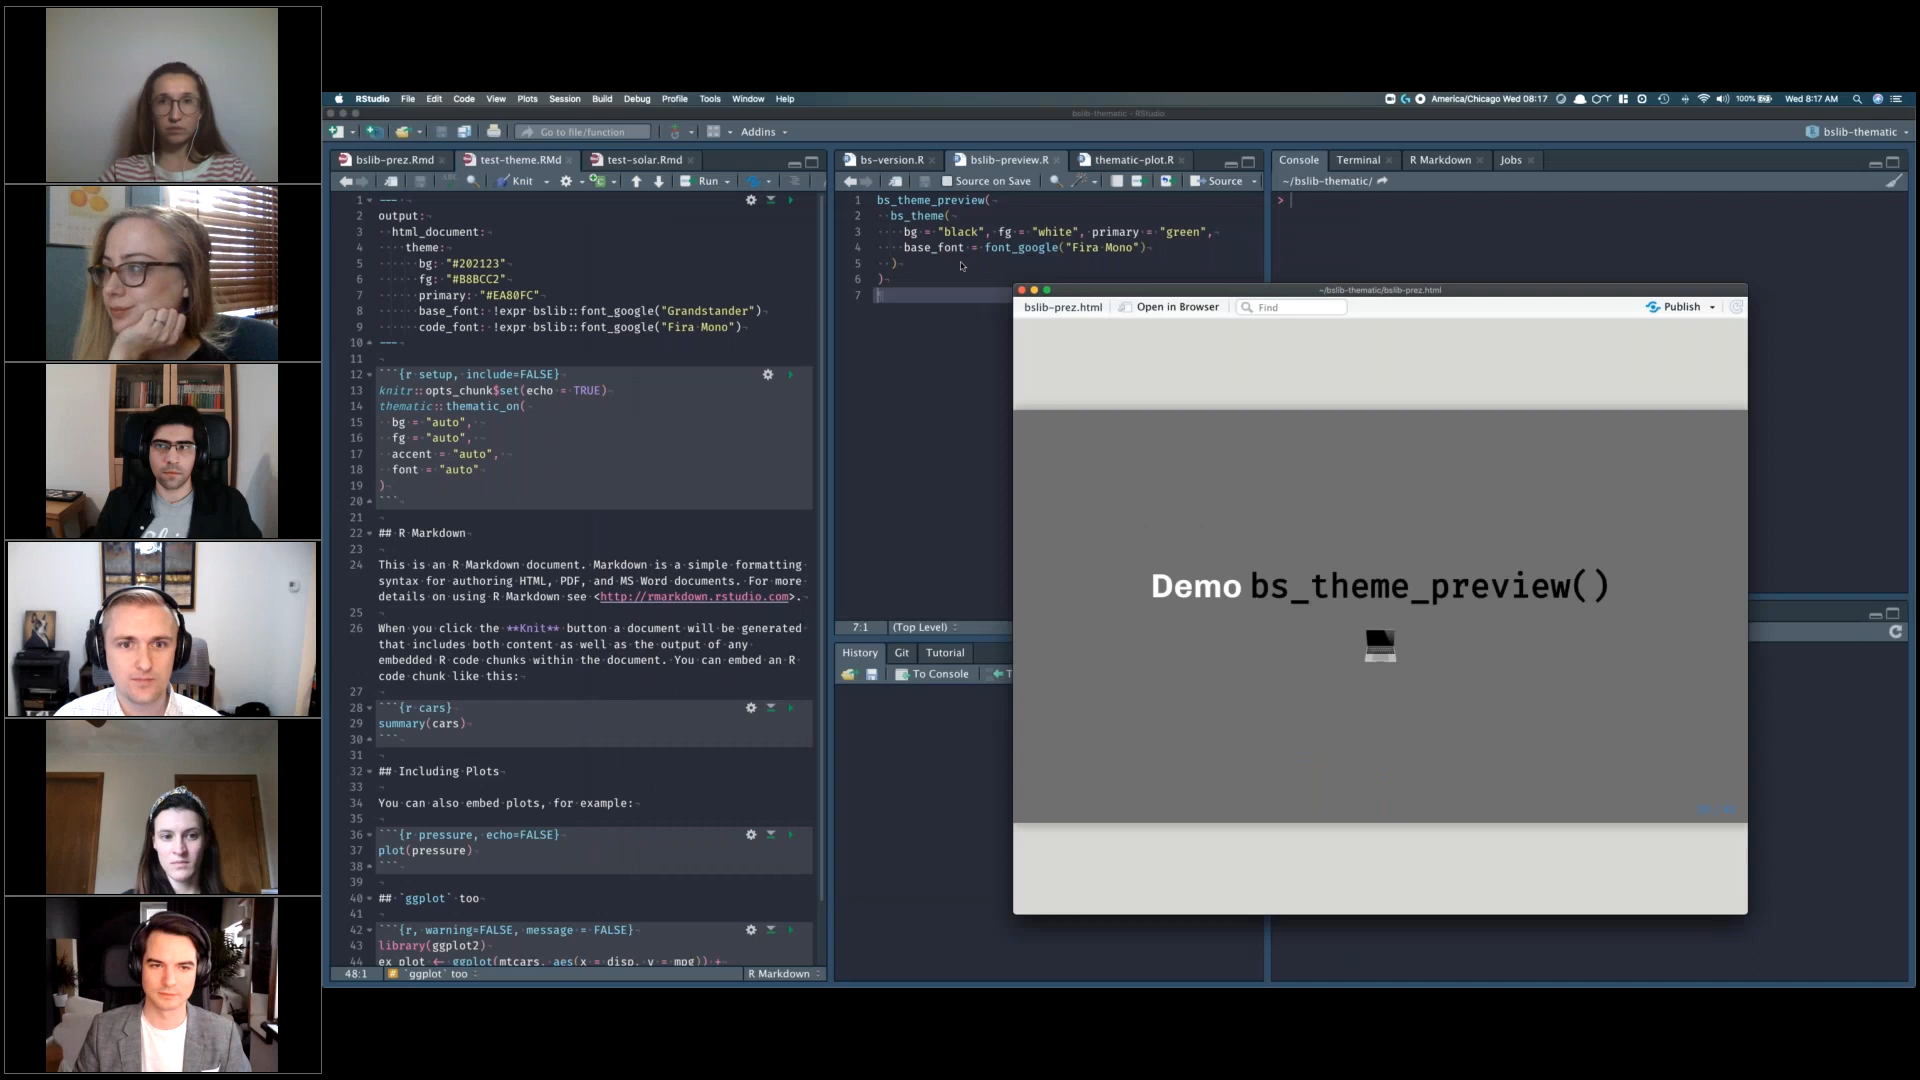 RStudio File Edit Code View Plots Session Build Debug Profile Tools Window Help
America/Chicago Wed 08:17 100% Wed 8:17 AM
bslib-thematic - RStudio
Go to file/function Addins bslib-thematic
bslib-prez.Rmd test-theme.RMd test-solar.Rmd
Knit Run
1 ---
2 output:
3 html_document:
4 theme:
5 bg: "#202123"
6 fg: "#B8BCC2"
7 primary: "#EA80FC"
8 base_font: !expr bslib::font_google("Grandstander")
9 code_font: !expr bslib::font_google("Fira Mono")
10 ---
11
12 ```{r setup, include=FALSE}
13 knitr::opts_chunk$set(echo = TRUE)
14 thematic::thematic_on(
15 bg = "auto",
16 fg = "auto",
17 accent = "auto",
18 font = "auto"
19 )
20 ```
21
22 ## R Markdown
23
24 This is an R Markdown document. Markdown is a simple formatting
syntax for authoring HTML, PDF, and MS Word documents. For more
details on using R Markdown see <http://rmarkdown.rstudio.com>.
25
26 When you click the **Knit** button a document will be generated
that includes both content as well as the output of any
embedded R code chunks within the document. You can embed an R
code chunk like this:
27
28 ```{r cars}
29 summary(cars)
30 ```
31
32 ## Including Plots
33
34 You can also embed plots, for example:
35
36 ```{r pressure, echo=FALSE}
37 plot(pressure)
38 ```
39
40 ## `ggplot` too
41
42 ```{r, warning=FALSE, message = FALSE}
43 library(ggplot2)
44 ex_plot <- ggplot(mtcars, aes(x = disp, y = mpg)) +
48:1 `ggplot` too R Markdown
bs-version.R bslib-preview.R thematic-plot.R
Source on Save Source
1 bs_theme_preview(
2 bs_theme(
3 bg = "black", fg = "white", primary = "green",
4 base_font = font_google("Fira Mono")
5 )
6 )
7
7:1 (Top Level)
History Git Tutorial
To Console
Console Terminal R Markdown Jobs
~/bslib-thematic/
>
~/bslib-thematic/bslib-prez.html
bslib-prez.html Open in Browser Find Publish
Demo bs_theme_preview()